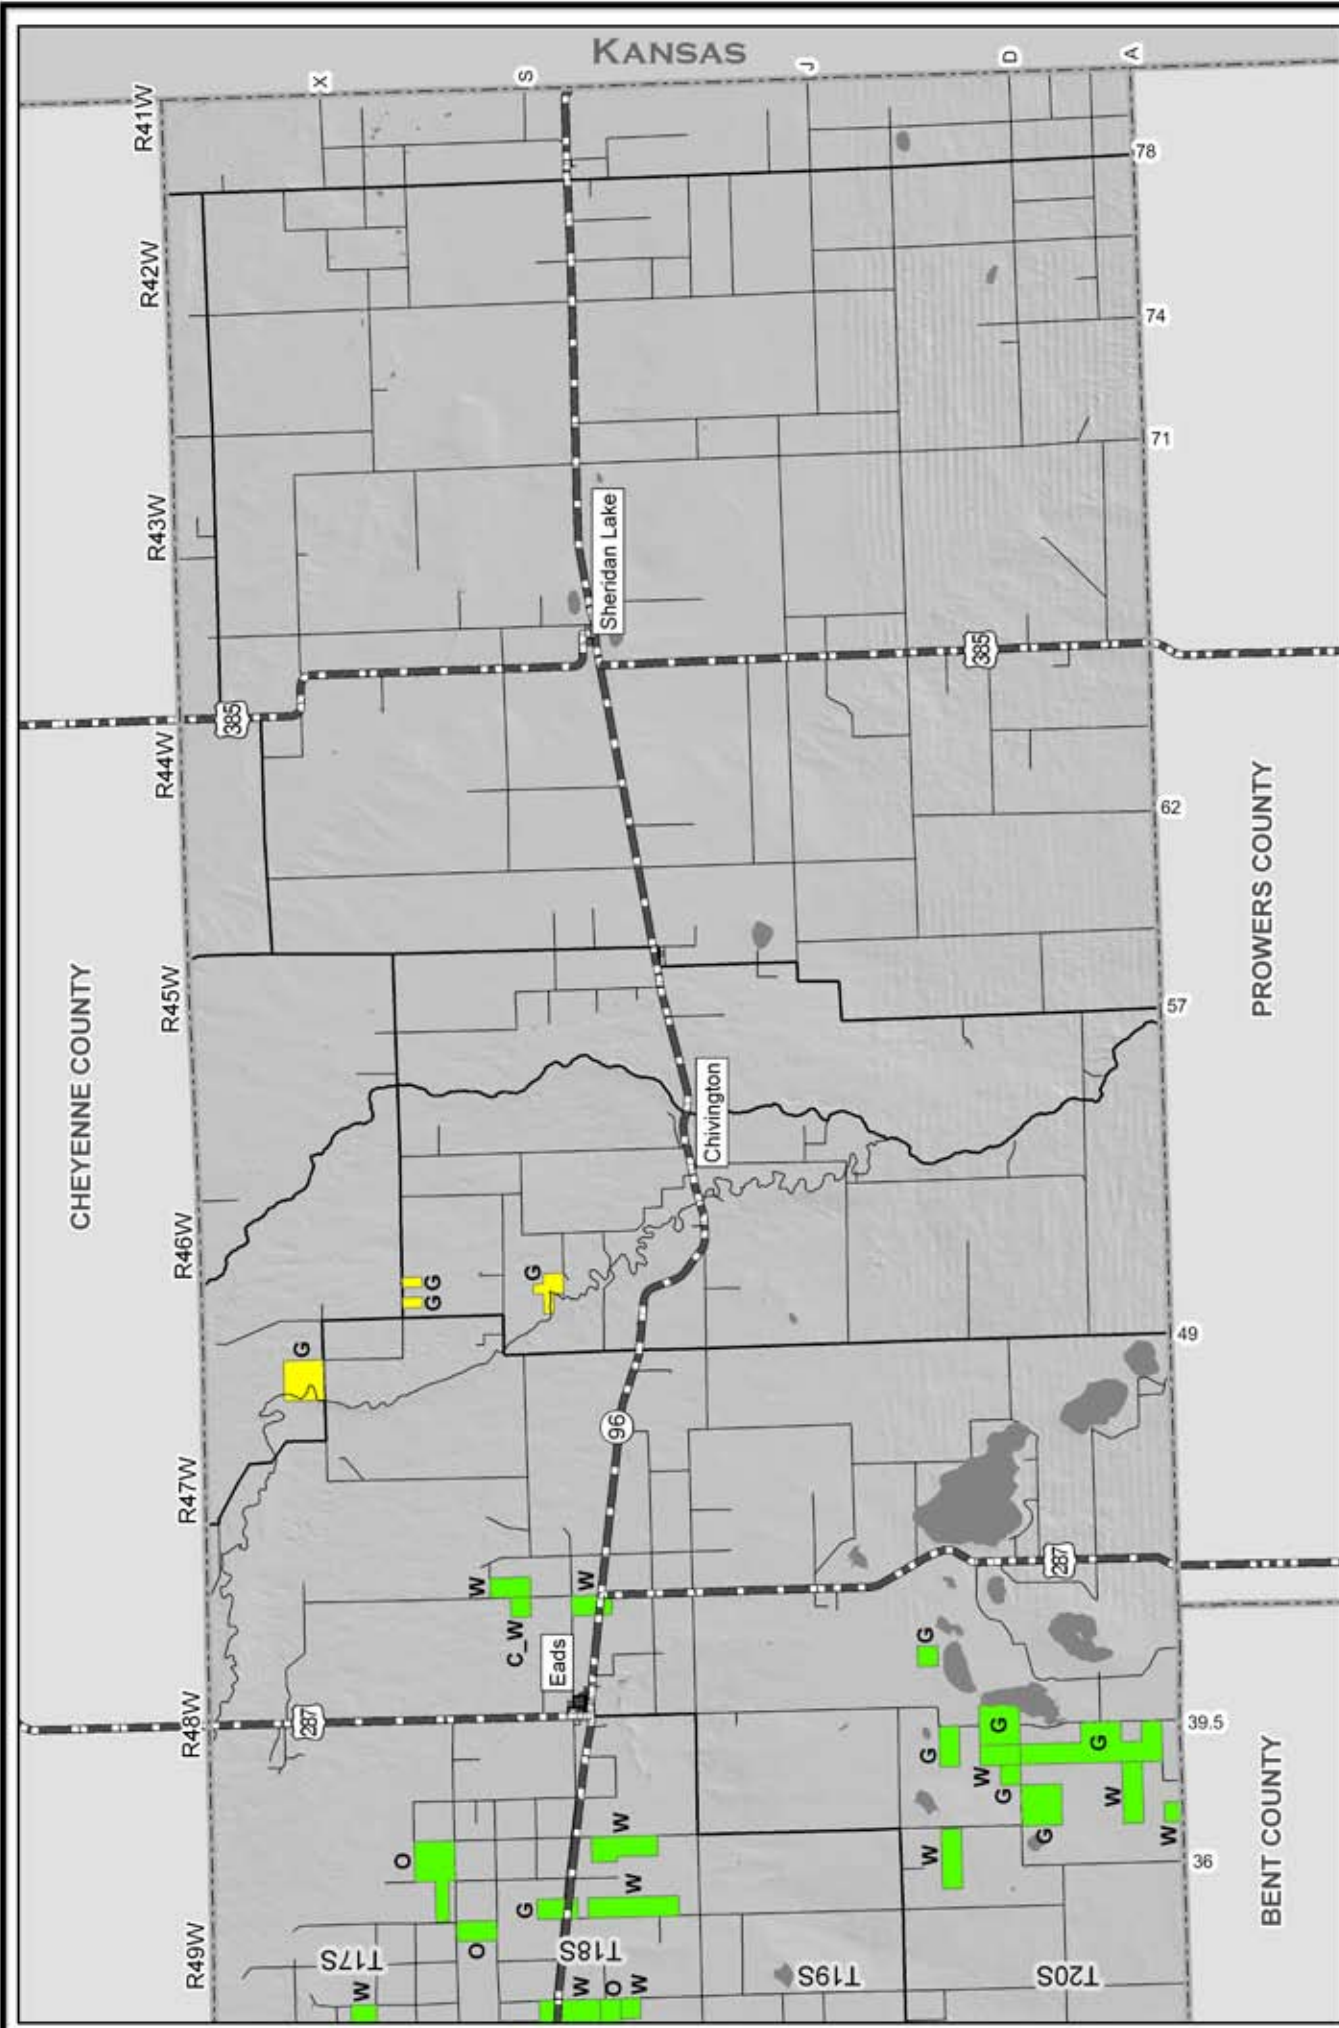 KANSAS
X
S
J
D
A
R41W
78
R42W
74
71
R43W
Sheridan Lake
385
385
R44W
62
PROWERS COUNTY
CHEYENNE COUNTY
R45W
57
Chivington
R46W
G
G
G
G
49
96
R47W
287
W
W
C_W
Eads
G
R48W
287
39.5
G
G
G
W
G
W
W
G
BENT COUNTY
O
W
W
36
G
W
O
R49W
T17S
T18S
T19S
T20S
W
W
O
W